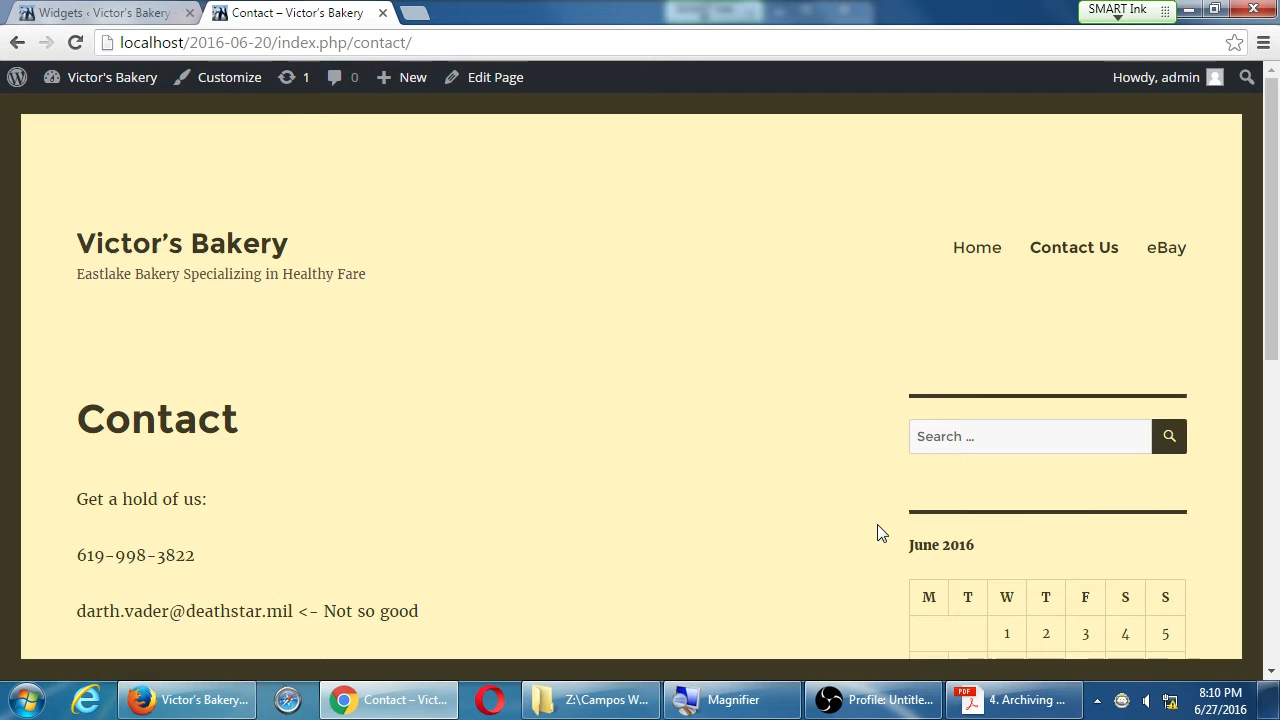 Widgets ‹ Victor's Bakery
Contact – Victor's Bakery
SMART Ink
localhost/2016-06-20/index.php/contact/
Victor's Bakery
Customize
1
0
New
Edit Page
Howdy, admin
Victor’s Bakery
Eastlake Bakery Specializing in Healthy Fare
Home
Contact Us
eBay
Contact
Search …
Get a hold of us:
619-998-3822
darth.vader@deathstar.mil <- Not so good
June 2016
M T W T F S S
1 2 3 4 5
Victor's Bakery...
Contact – Vict...
Z:\Campos W...
Magnifier
Profile: Untitle...
PDF
4. Archiving ...
8:10 PM
6/27/2016